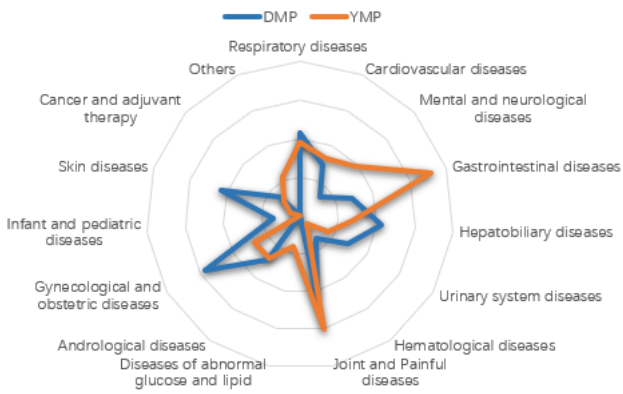 DMP YMP
Respiratory diseases
Others
Cardiovascular diseases
Cancer and adjuvant
therapy
Mental and neurological
diseases
Skin diseases
Gastrointestinal diseases
Infant and pediatric
diseases
Hepatobiliary diseases
Gynecological and
obstetric diseases
Urinary system diseases
Andrological diseases
Hematological diseases
Diseases of abnormal
glucose and lipid
Joint and Painful
diseases